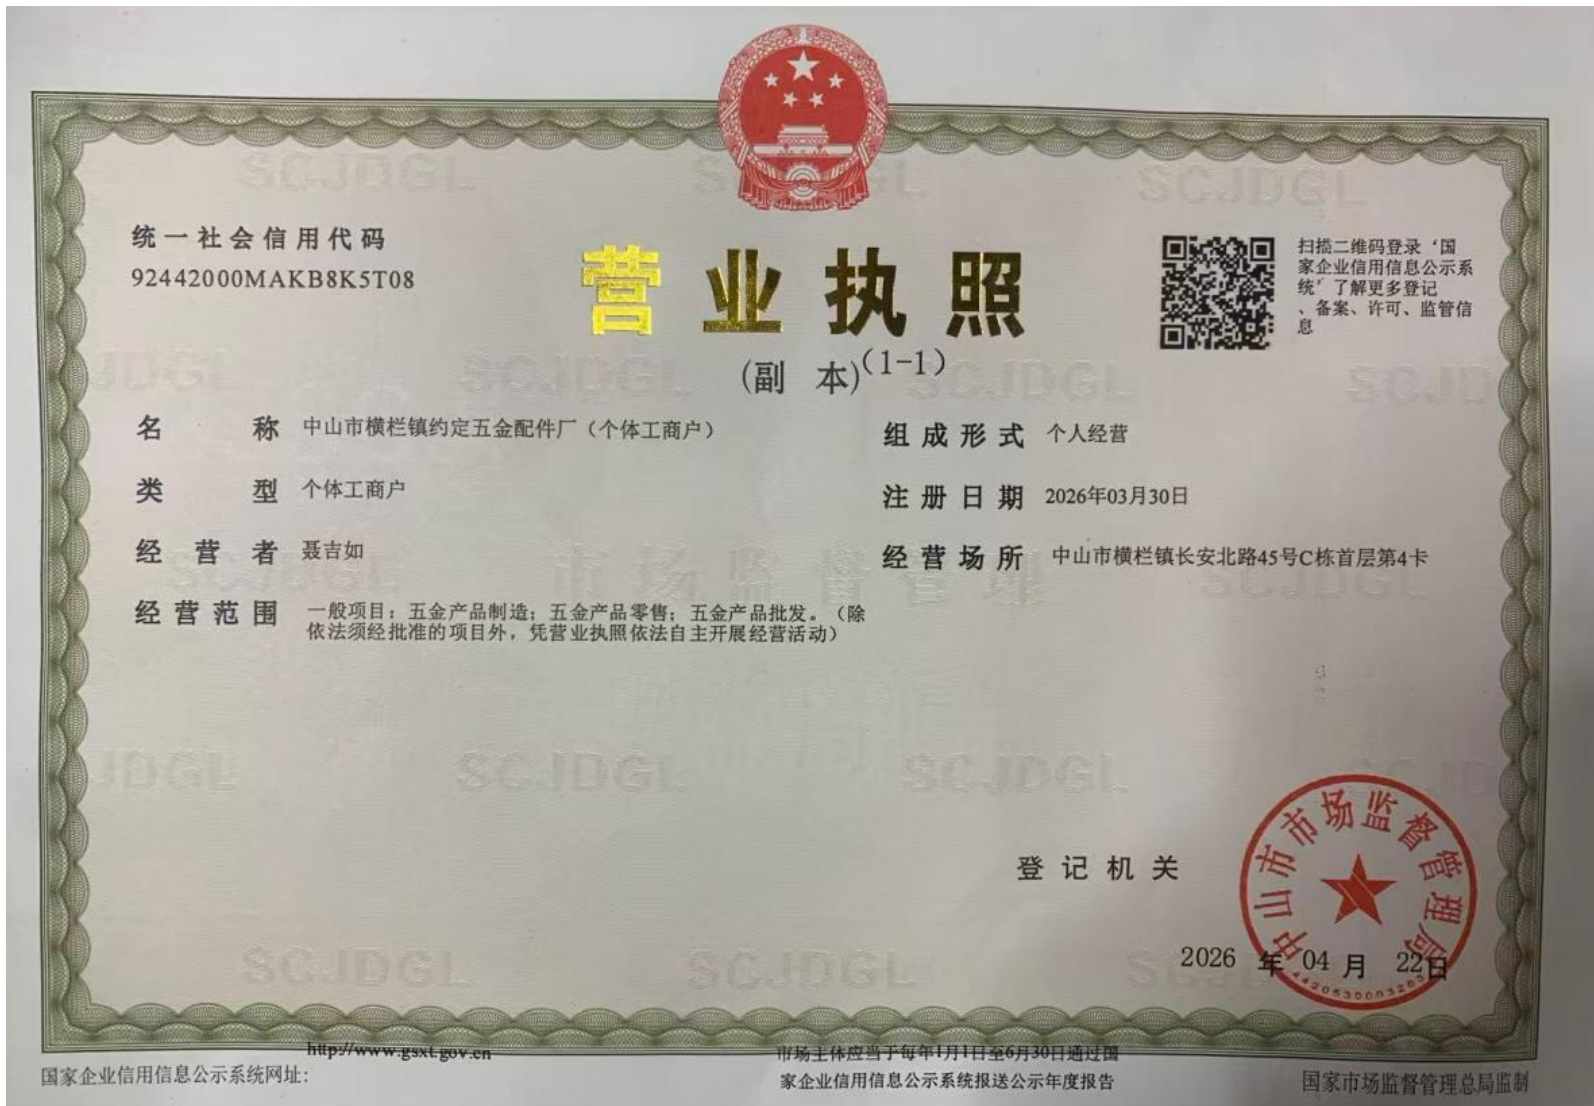 统一社会信用代码
92442000MAKB8K5T08
营业执照
(副 本)(1-1)
扫描二维码登录‘国
家企业信用信息公示系
统’了解更多登记
、备案、许可、监管信
息
名 称 中山市横栏镇约定五金配件厂（个体工商户）
类 型 个体工商户
经 营 者 聂吉如
经 营 范 围 一般项目：五金产品制造；五金产品零售；五金产品批发。（除
依法须经批准的项目外，凭营业执照依法自主开展经营活动）
组 成 形 式 个人经营
注 册 日 期 2026年03月30日
经 营 场 所 中山市横栏镇长安北路45号C栋首层第4卡
登 记 机 关
中山市市场监督管理局
2026 年 04 月 22日
http://www.gsxt.gov.cn
国家企业信用信息公示系统网址：
市场主体应当于每年1月1日至6月30日通过国
家企业信用信息公示系统报送公示年度报告
国家市场监督管理总局监制
SCJDGL
市场监督管理